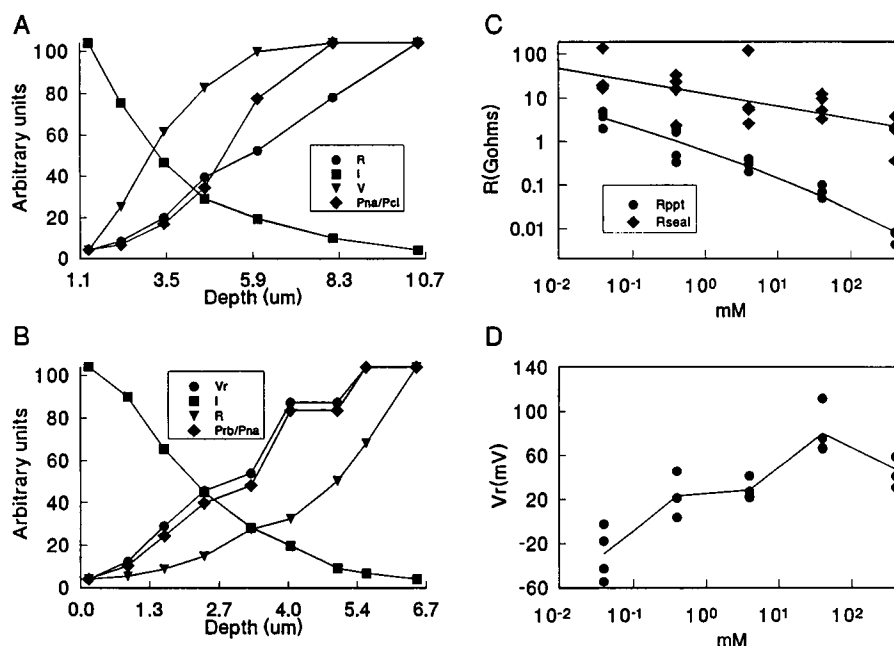 A
Arbitrary units
100
80
60
40
20
0
R
I
V
Pna/Pcl
1.1 3.5 5.9 8.3 10.7
Depth (um)
B
Arbitrary units
100
80
60
40
20
0
Vr
I
R
Prb/Pna
0.0 1.3 2.7 4.0 5.4 6.7
Depth (um)
C
R(Gohms)
100
10
1
0.1
0.01
Rppt
Rseal
10-2 10-1 100 101 102
mM
D
Vr(mV)
140
100
60
20
-20
-60
10-2 10-1 100 101 102
mM